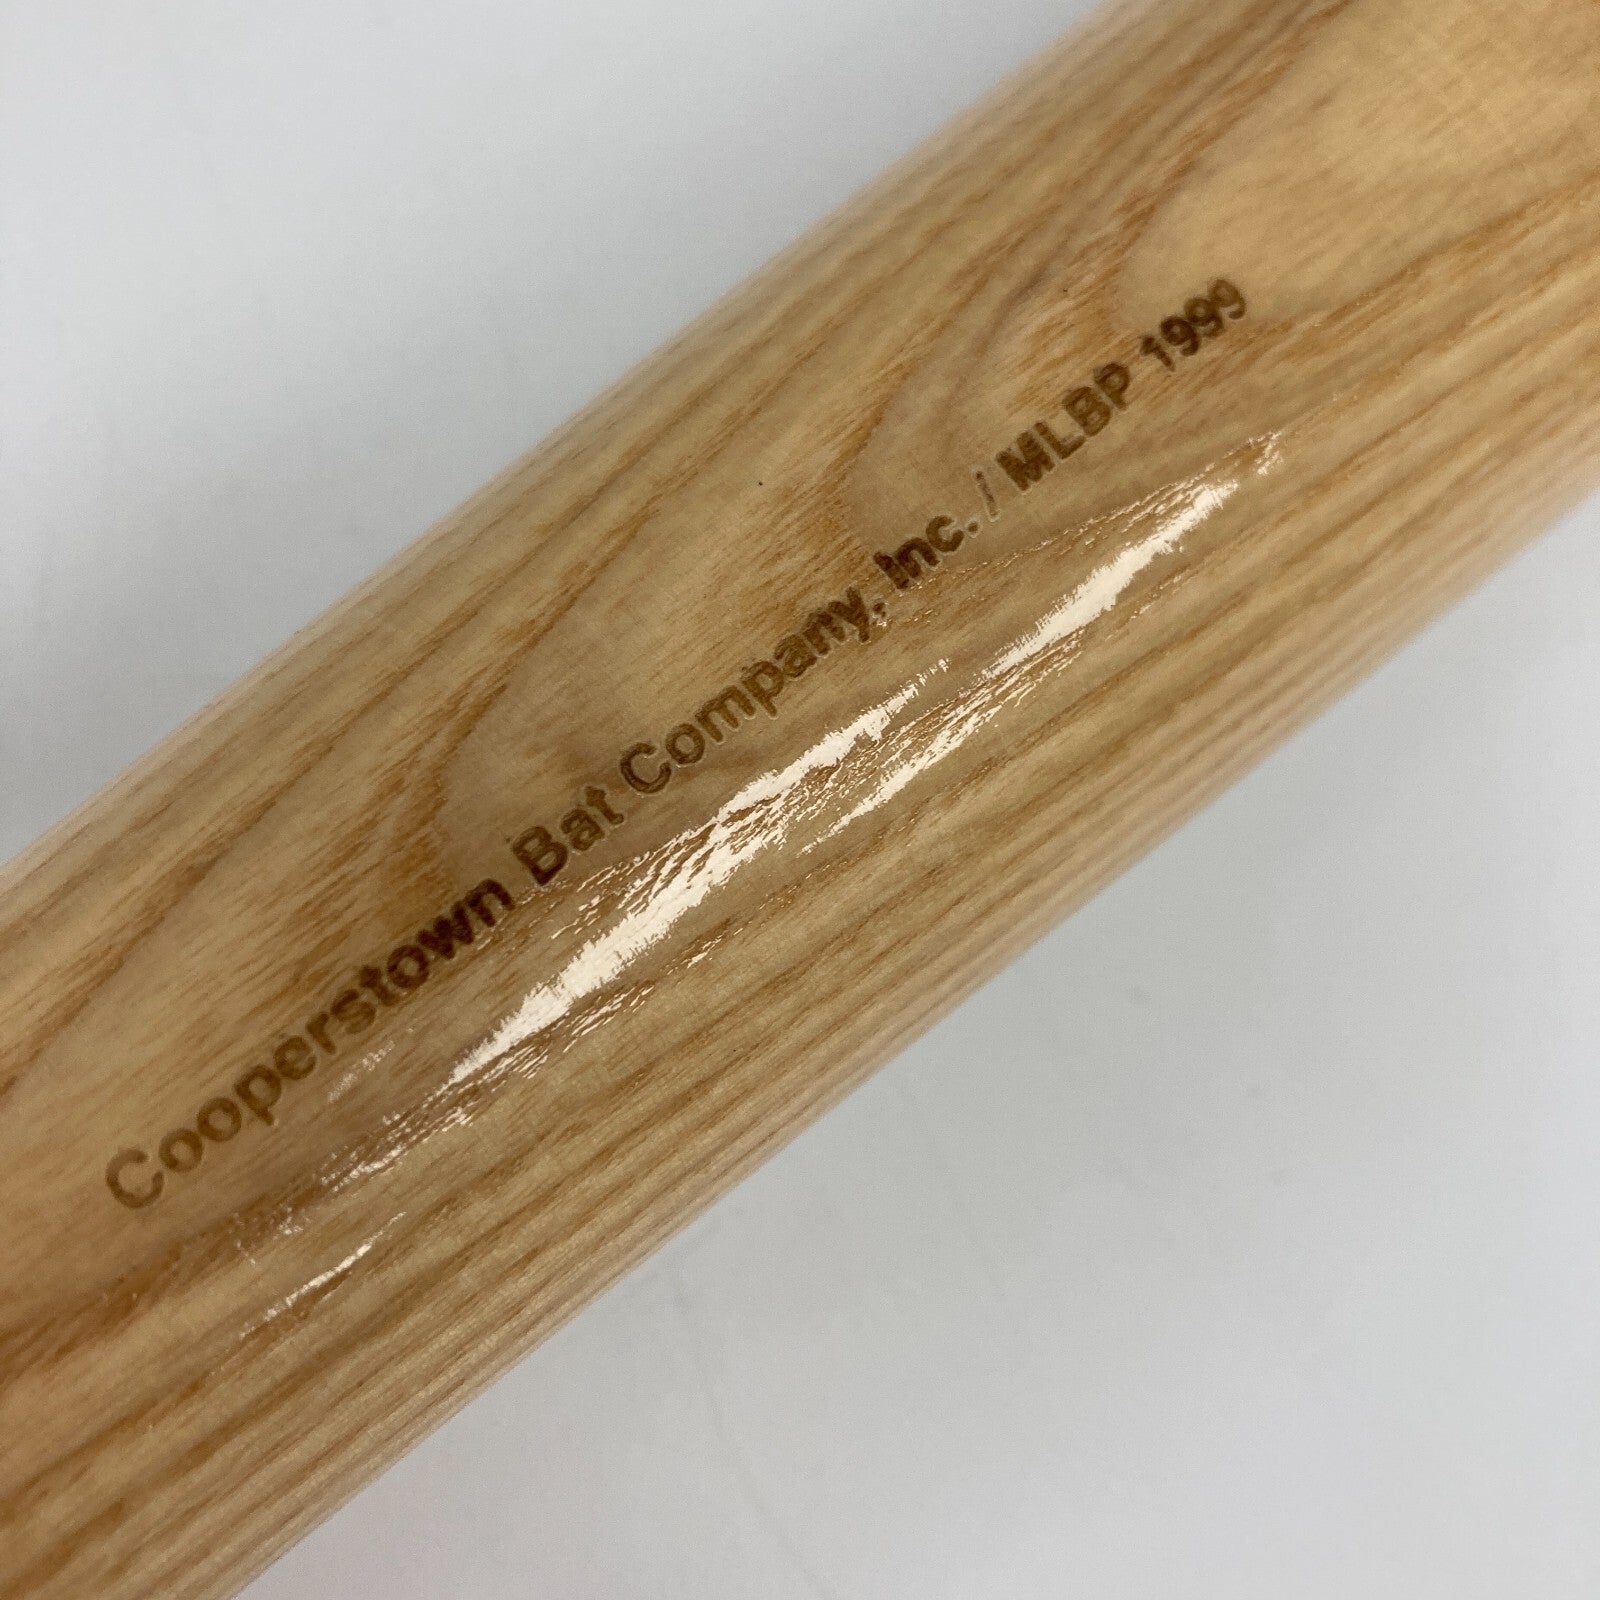 Cooperstown Bat Company, Inc. / MLBP 1999